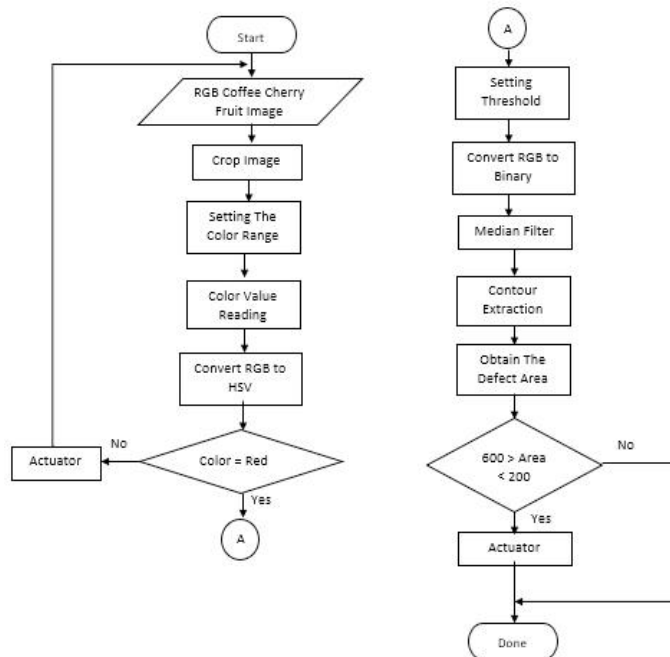 Start
RGB Coffee Cherry
Fruit Image
Crop Image
Setting The
Color Range
Color Value
Reading
Convert RGB to
HSV
Color = Red
No
Actuator
Yes
A
A
Setting
Threshold
Convert RGB to
Binary
Median Filter
Contour
Extraction
Obtain The
Defect Area
600 > Area
< 200
No
Yes
Actuator
Done